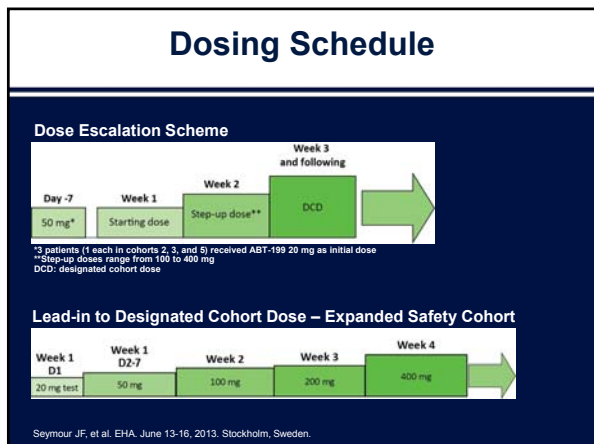 Dosing Schedule
Dose Escalation Scheme
Week 3
and following
Week 2
Day -7
Week 1
50 mg*
Starting dose
Step-up dose**
DCD
*3 patients (1 each in cohorts 2, 3, and 5) received ABT-199 20 mg as initial dose
**Step-up doses range from 100 to 400 mg
DCD: designated cohort dose
Lead-in to Designated Cohort Dose – Expanded Safety Cohort
Week 1
D1
Week 1
D2-7
Week 2
Week 3
Week 4
20 mg test
50 mg
100 mg
200 mg
400 mg
Seymour JF, et al. EHA. June 13-16, 2013. Stockholm, Sweden.